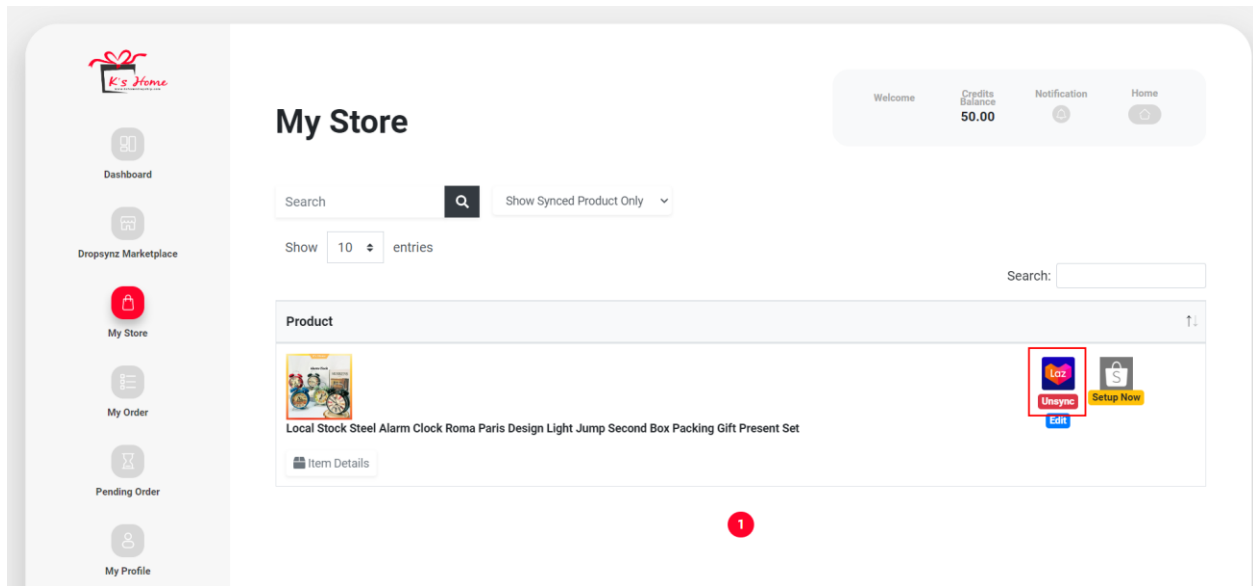 K's Home
Dashboard
Dropsynz Marketplace
My Store
My Order
Pending Order
My Profile
My Store
Welcome
Credits
Balance
50.00
Notification
Home
Search
Show Synced Product Only
Show 10 entries
Search:
Product
Laz
S
Unsync
Setup Now
Edit
Local Stock Steel Alarm Clock Roma Paris Design Light Jump Second Box Packing Gift Present Set
Item Details
1